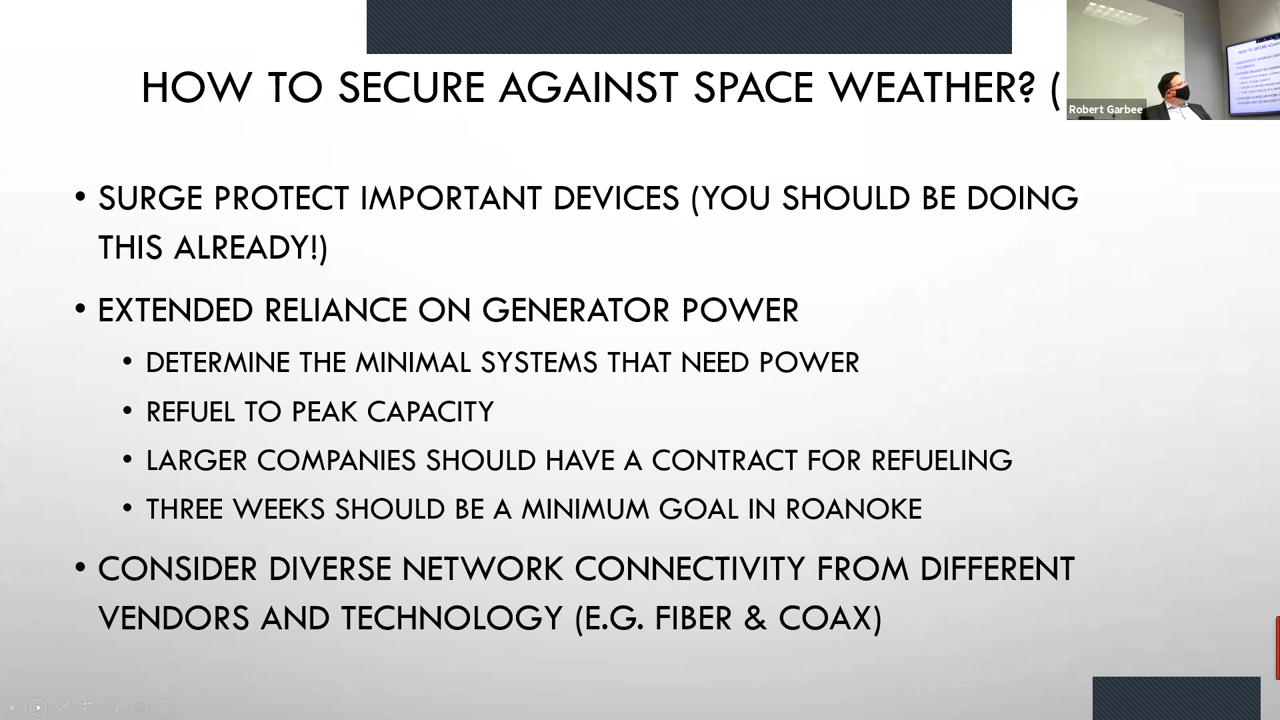 HOW TO SECURE AGAINST SPACE WEATHER? (
Robert Garbee
• SURGE PROTECT IMPORTANT DEVICES (YOU SHOULD BE DOING
THIS ALREADY!)
• EXTENDED RELIANCE ON GENERATOR POWER
• DETERMINE THE MINIMAL SYSTEMS THAT NEED POWER
• REFUEL TO PEAK CAPACITY
• LARGER COMPANIES SHOULD HAVE A CONTRACT FOR REFUELING
• THREE WEEKS SHOULD BE A MINIMUM GOAL IN ROANOKE
• CONSIDER DIVERSE NETWORK CONNECTIVITY FROM DIFFERENT
VENDORS AND TECHNOLOGY (E.G. FIBER & COAX)